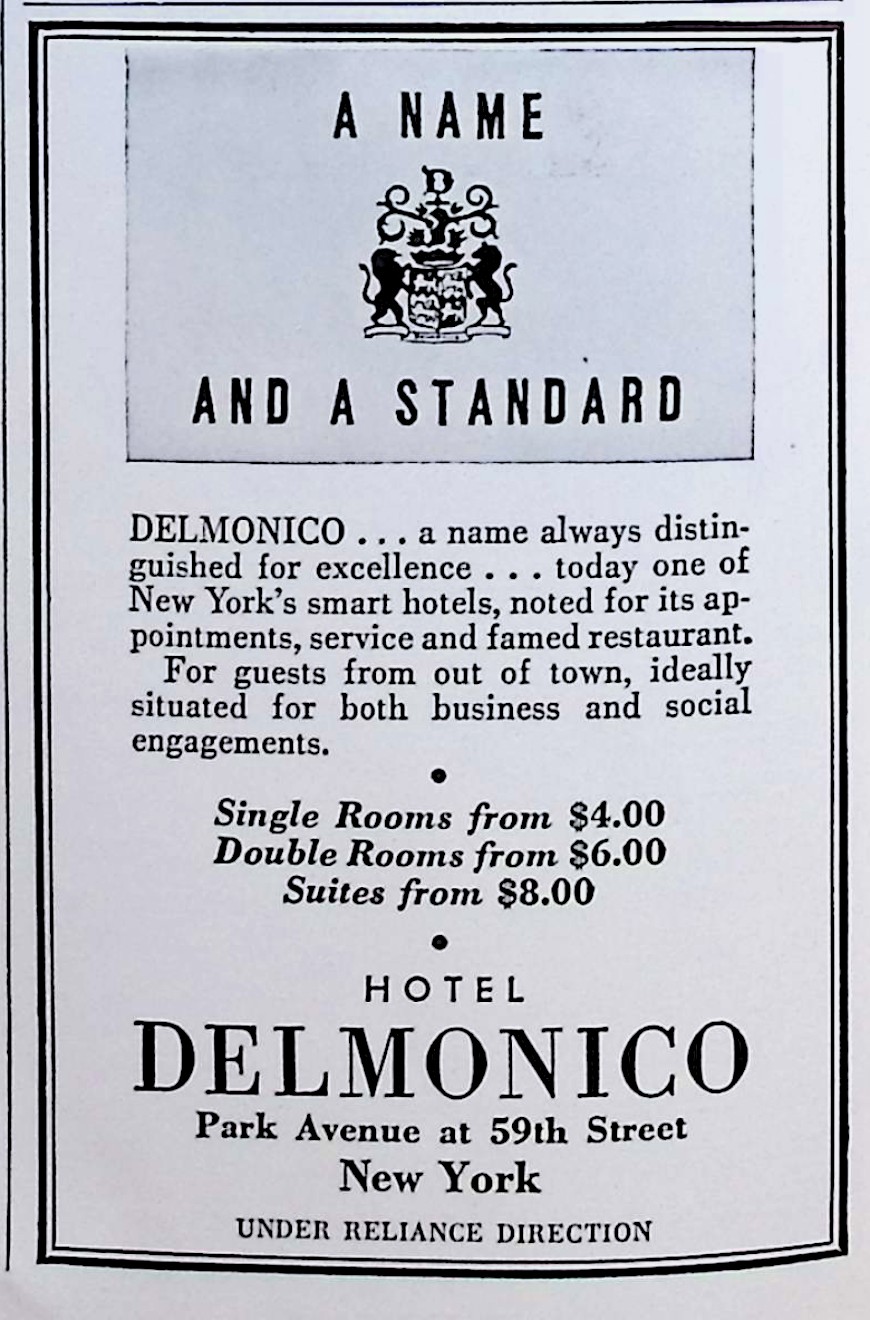 A NAME
D
AND A STANDARD
DELMONICO . . . a name always distin-
guished for excellence . . . today one of
New York's smart hotels, noted for its ap-
pointments, service and famed restaurant.
For guests from out of town, ideally
situated for both business and social
engagements.
Single Rooms from $4.00
Double Rooms from $6.00
Suites from $8.00
HOTEL
DELMONICO
Park Avenue at 59th Street
New York
UNDER RELIANCE DIRECTION